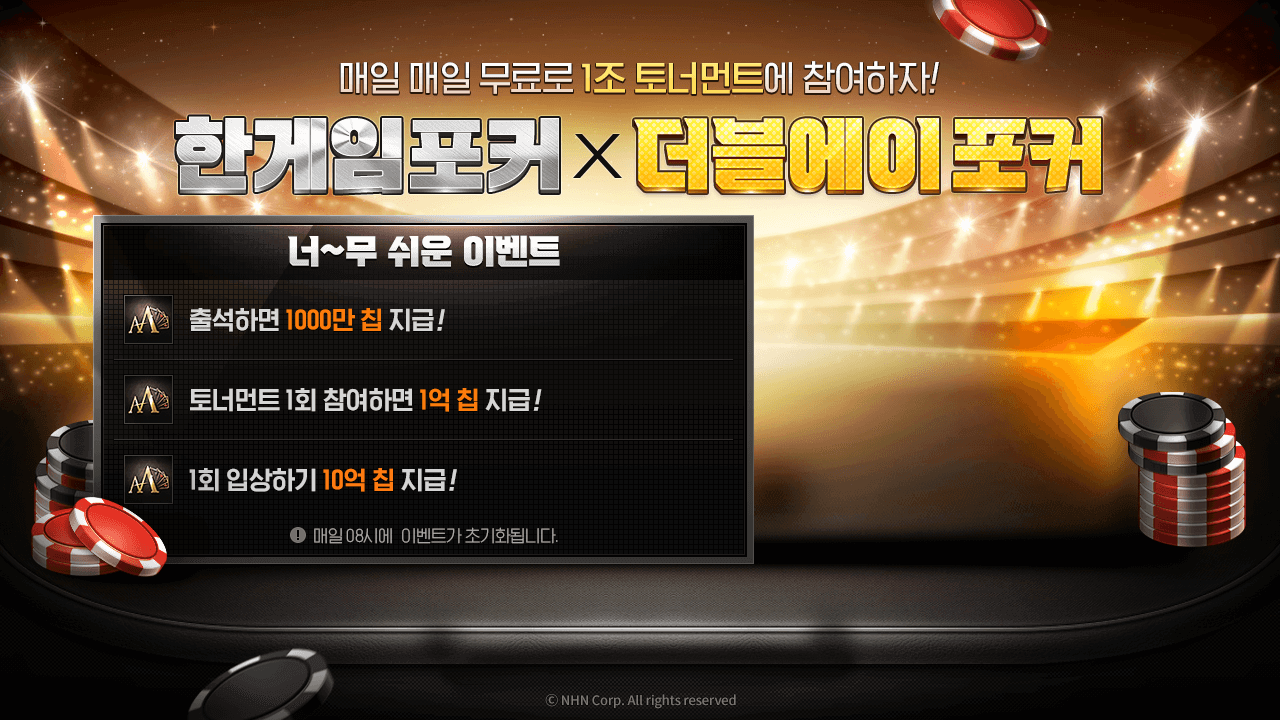 매일 매일 무료로 1조 토너먼트에 참여하자!
한게임포커 × 더블에이포커
너~무 쉬운 이벤트
출석하면 1000만 칩 지급!
토너먼트 1회 참여하면 1억 칩 지급!
1회 입상하기 10억 칩 지급!
매일 08시에 이벤트가 초기화됩니다.
© NHN Corp. All rights reserved